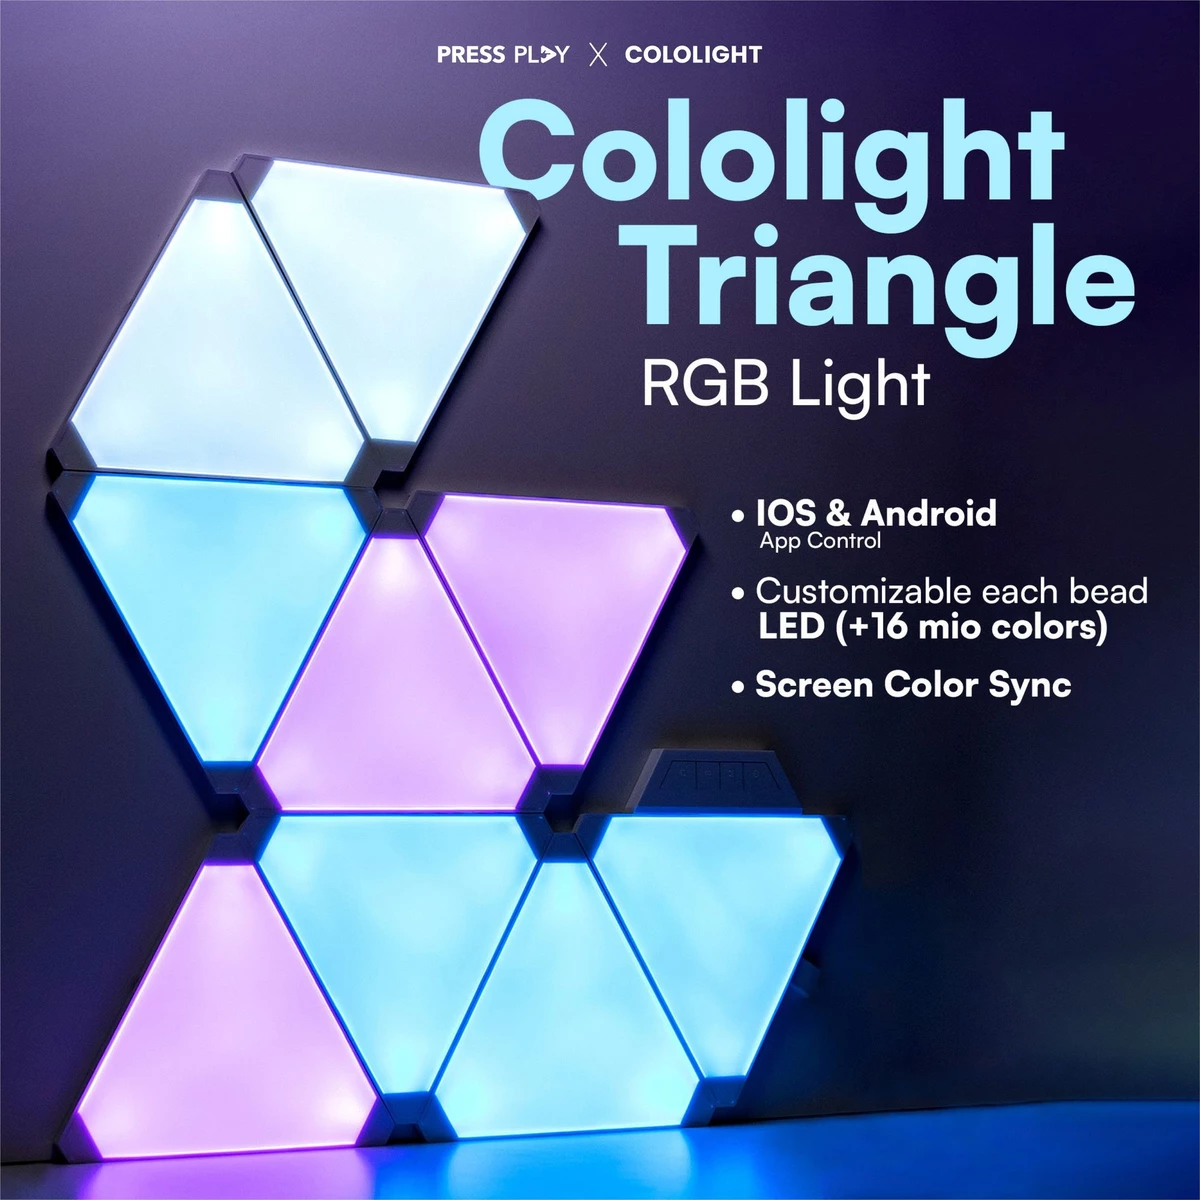 PRESS PLAY X COLOLIGHT
Cololight
Triangle
RGB Light
• IOS & Android
App Control
• Customizable each bead
LED (+16 mio colors)
• Screen Color Sync